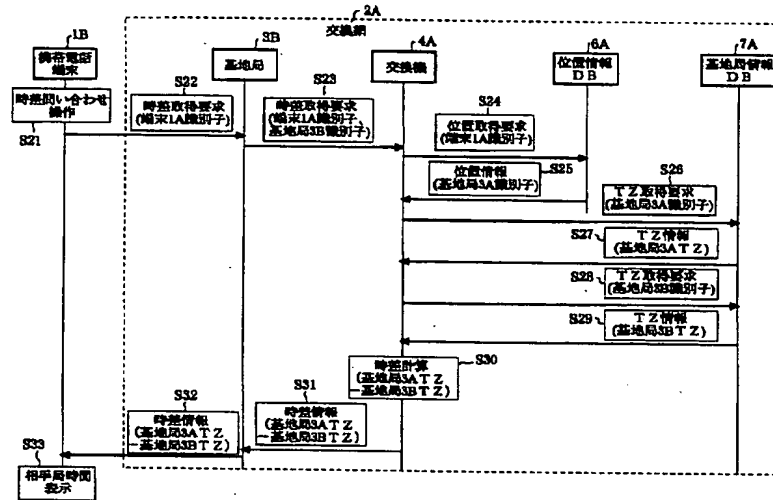 2A
交換網
1B
携帯電話
端末
3B
基地局
4A
交換機
6A
位置情報
DB
7A
基地局情報
DB
時差問い合わせ
操作
S21
S22
時差取得要求
(端末1A識別子)
S23
時差取得要求
(端末1A識別子、
基地局3B識別子)
S24
位置取得要求
(端末1A識別子)
位置情報
(基地局3A識別子)
S25
S26
TZ取得要求
(基地局3A識別子)
S27
TZ情報
(基地局3ATZ)
S28
TZ取得要求
(基地局3B識別子)
S29
TZ情報
(基地局3BTZ)
時差計算
(基地局3ATZ
-基地局3BTZ)
S30
S31
時差情報
(基地局3ATZ
-基地局3BTZ)
S32
時差情報
(基地局3ATZ
-基地局3BTZ)
S33
相手局時間
表示